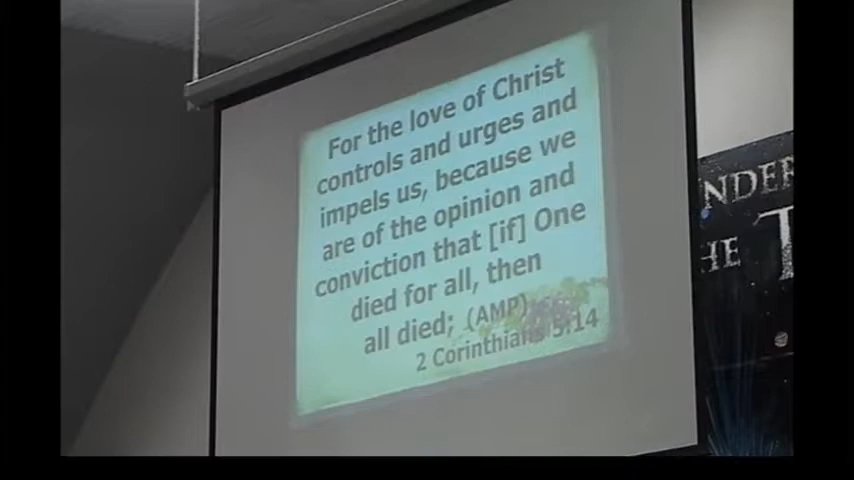 For the love of Christ
controls and urges and
impels us, because we
are of the opinion and
conviction that [if] One
died for all, then
all died; (AMP)
2 Corinthians 5:14
NDER
HE T